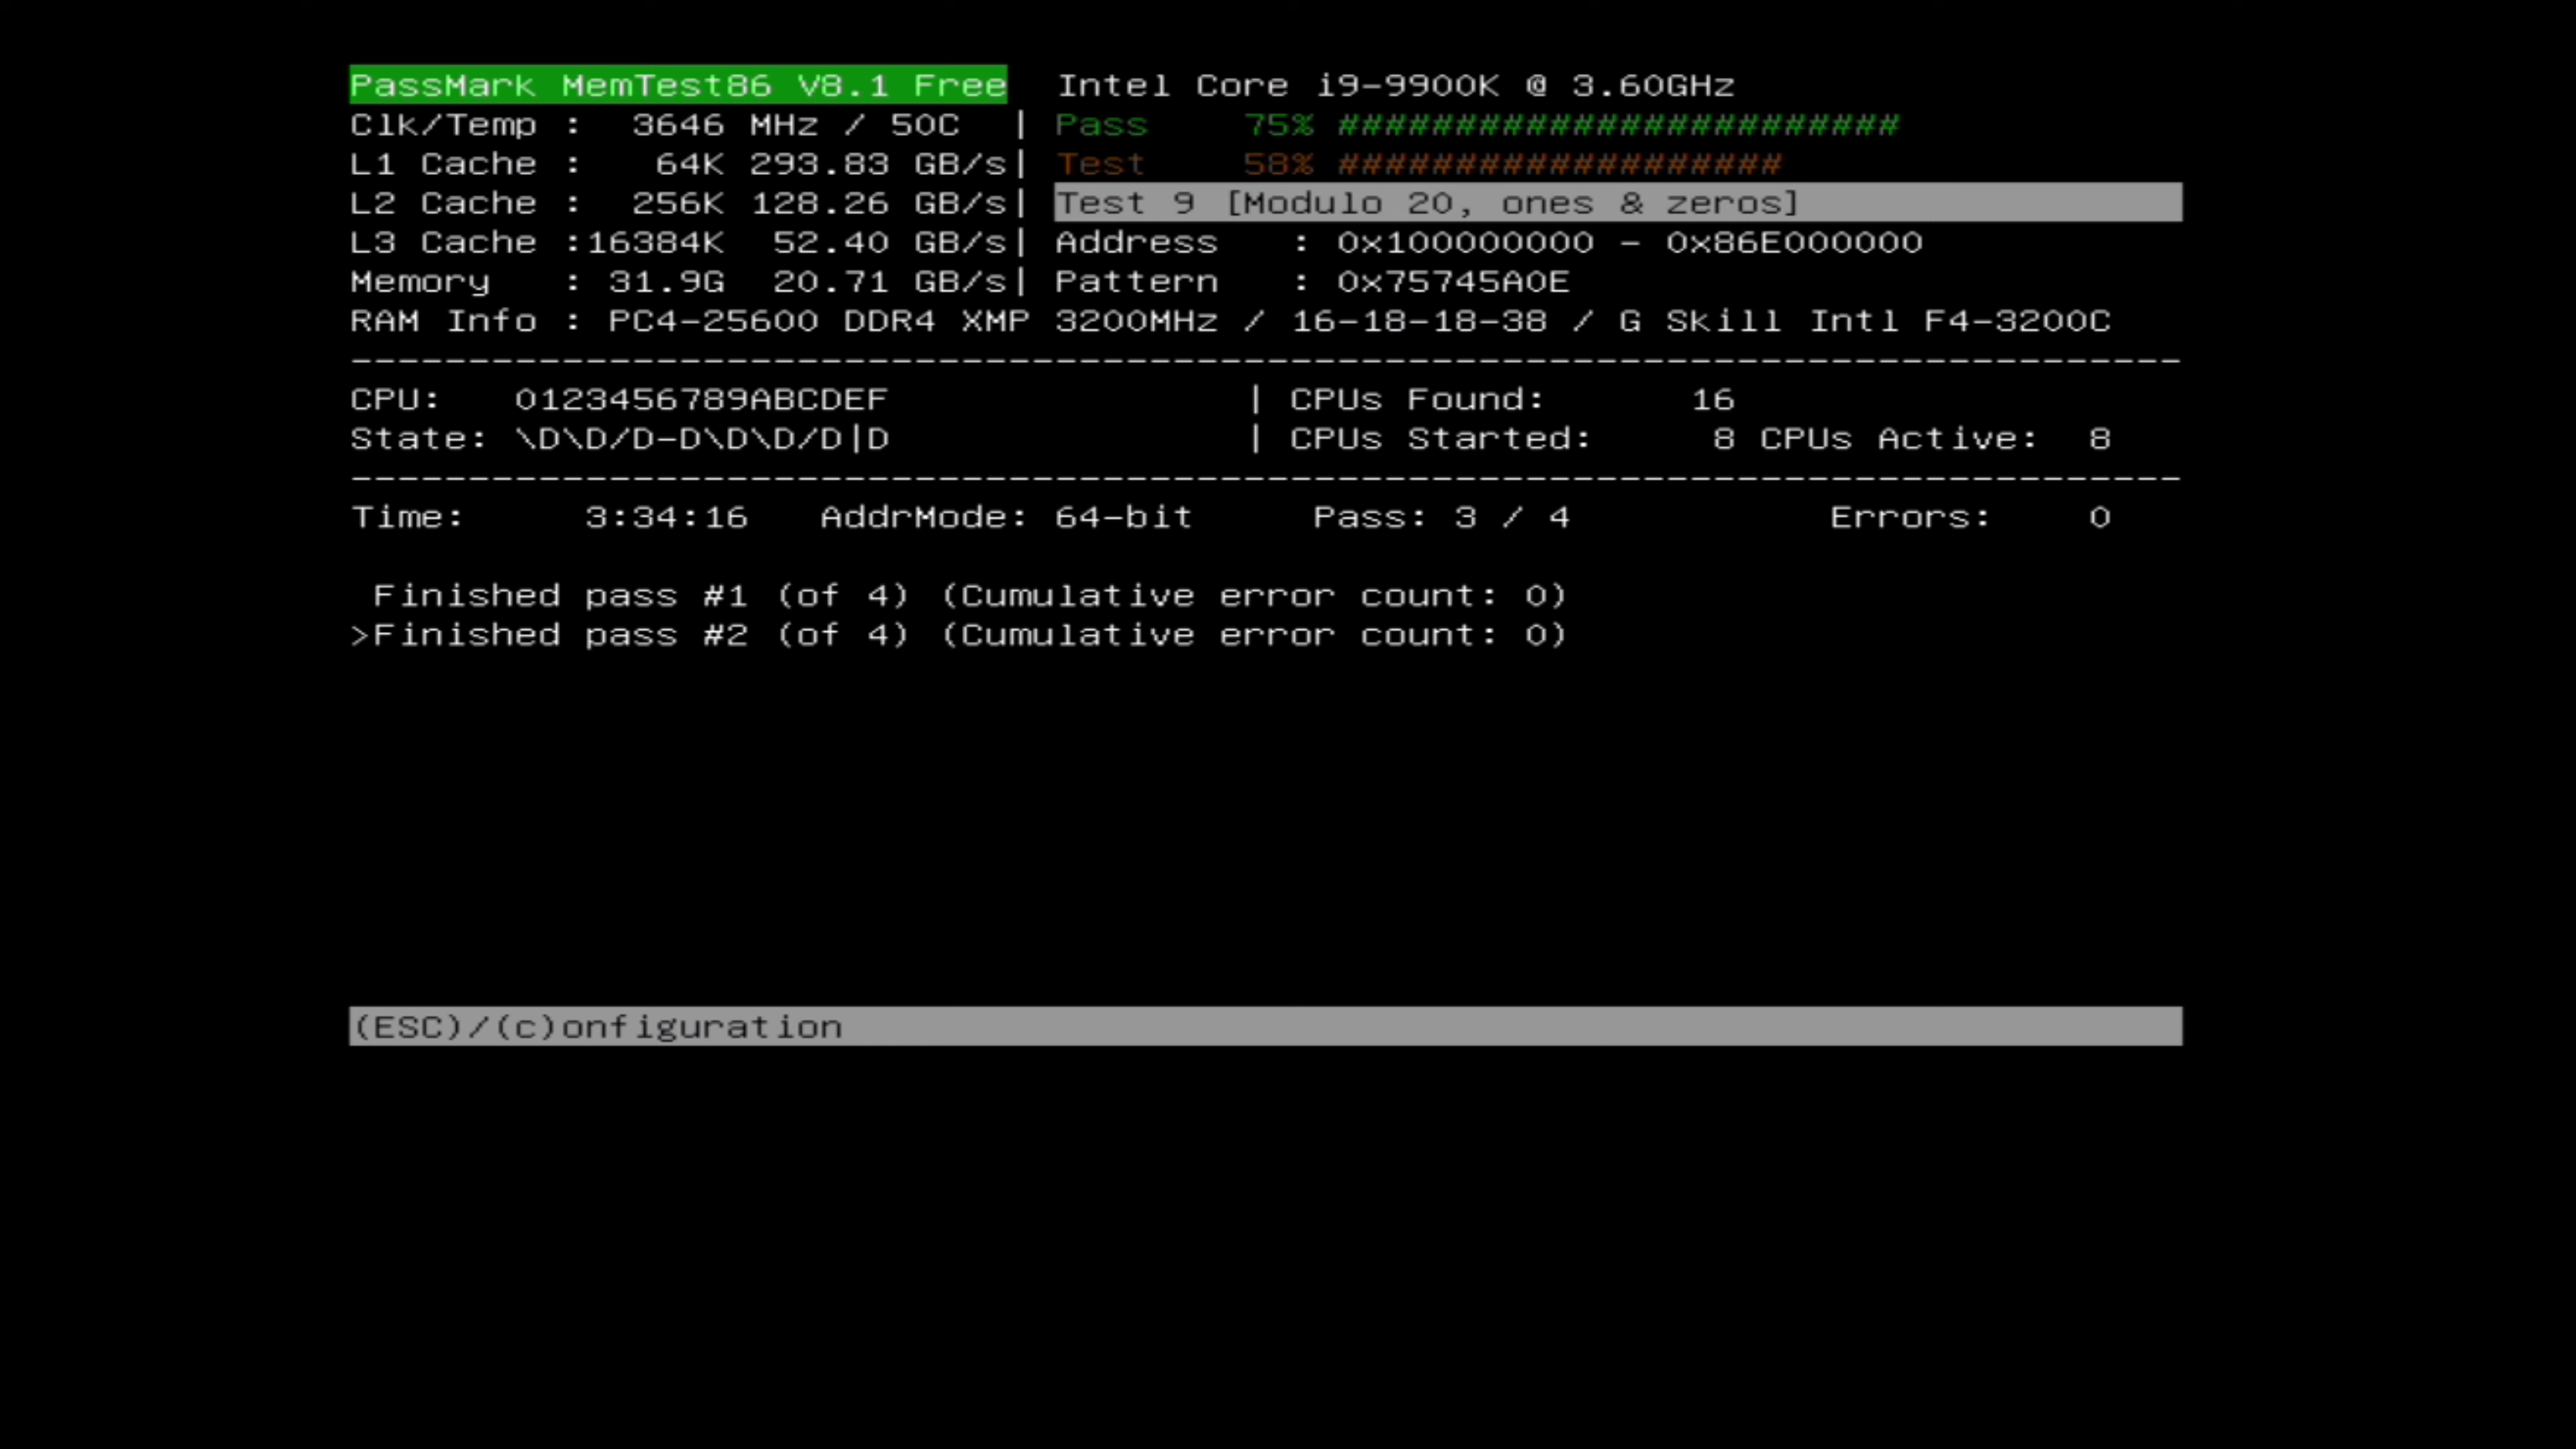 PassMark MemTest86 V8.1 Free   Intel Core i9-9900K @ 3.60GHz
Clk/Temp :  3646 MHz / 50C  | Pass    75% ########################
L1 Cache :   64K 293.83 GB/s| Test    58% ###################
L2 Cache :  256K 128.26 GB/s| Test 9 [Modulo 20, ones & zeros]
L3 Cache :16384K  52.40 GB/s| Address   : 0x100000000 - 0x86E000000
Memory   : 31.9G  20.71 GB/s| Pattern   : 0x75745A0E
RAM Info : PC4-25600 DDR4 XMP 3200MHz / 16-18-18-38 / G Skill Intl F4-3200C
------------------------------------------------------------------------------
CPU:   0123456789ABCDEF               | CPUs Found:      16
State: \D\D/D-D\D\D/D|D               | CPUs Started:     8 CPUs Active:  8
------------------------------------------------------------------------------
Time:     3:34:16   AddrMode: 64-bit     Pass: 3 / 4           Errors:    0
 Finished pass #1 (of 4) (Cumulative error count: 0)
>Finished pass #2 (of 4) (Cumulative error count: 0)
(ESC)/(c)onfiguration